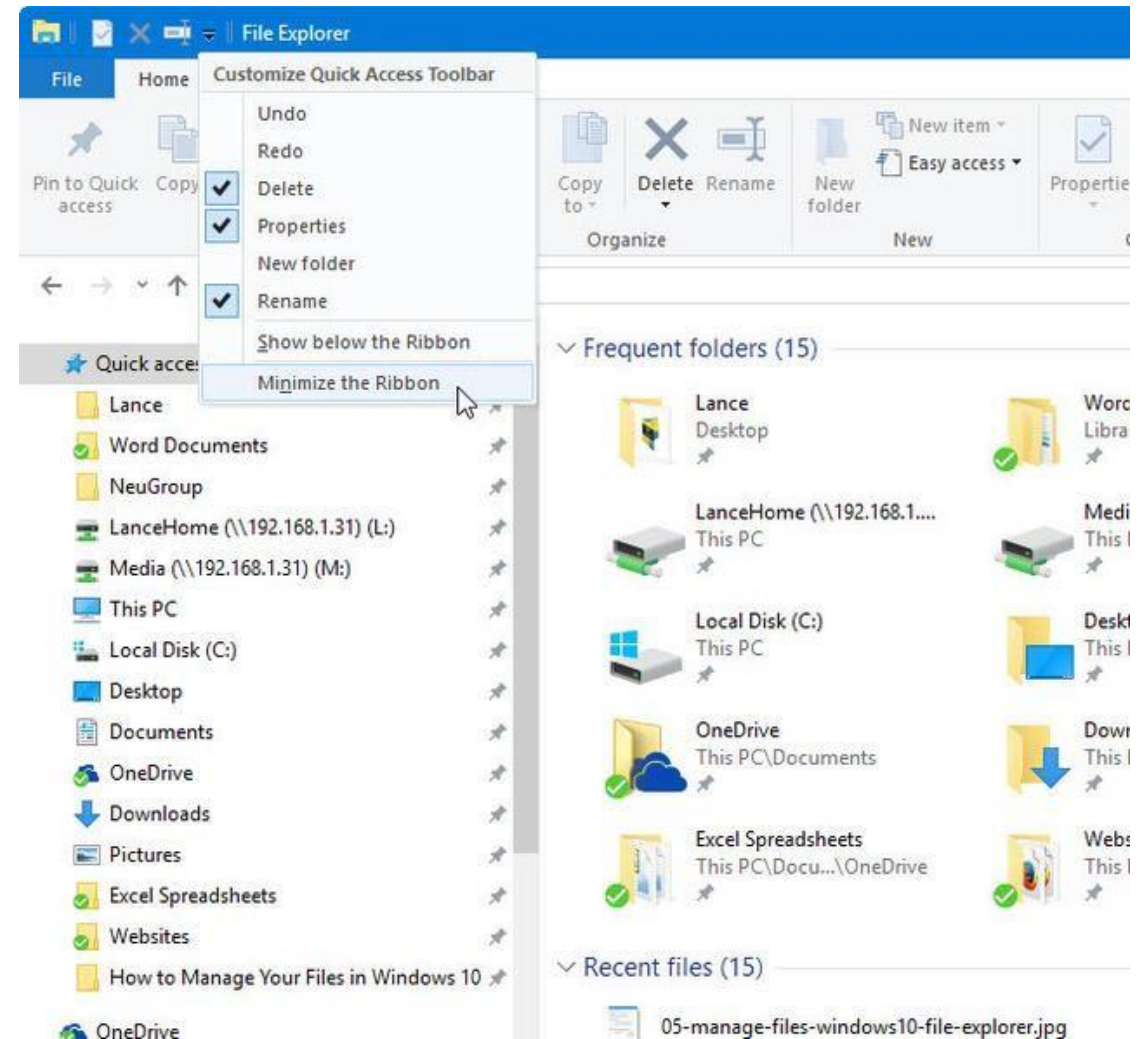 File Explorer
File
Home
Customize Quick Access Toolbar
Undo
Redo
Delete
Properties
New folder
Rename
Show below the Ribbon
Minimize the Ribbon
Pin to Quick access
Copy
Copy to
Delete
Rename
Organize
New folder
New item
Easy access
New
Quick
Lance
Word Documents
NeuGroup
LanceHome (\\192.168.1.31) (L:)
Media (\\192.168.1.31) (M:)
This PC
Local Disk (C:)
Desktop
Documents
OneDrive
Downloads
Pictures
Excel Spreadsheets
Websites
How to Manage Your Files in Windows 10
OneDrive
Frequent folders (15)
Lance
Desktop
LanceHome (\\192.168.1....
This PC
Local Disk (C:)
This PC
OneDrive
This PC\Documents
Excel Spreadsheets
This PC\Docu...\OneDrive
Word
This
This
This
This
Recent files (15)
05-manage-files-windows10-file-explorer.jpg